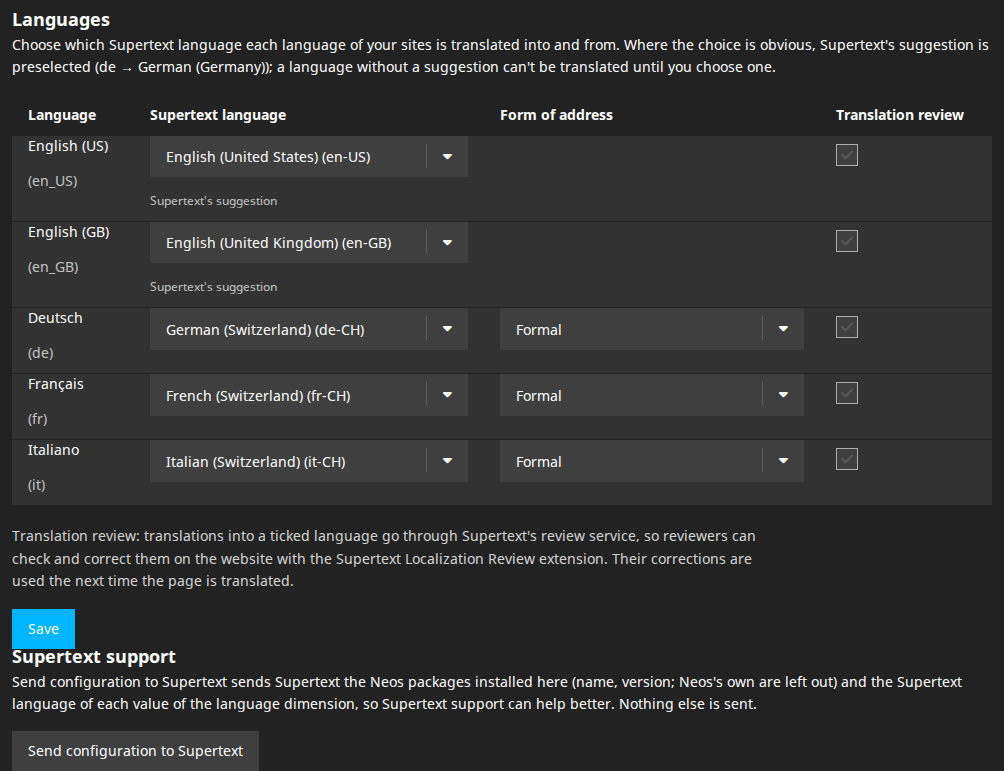 Languages
Choose which Supertext language each language of your sites is translated into and from. Where the choice is obvious, Supertext's suggestion is
preselected (de → German (Germany)); a language without a suggestion can't be translated until you choose one.
Language Supertext language Form of address Translation review
English (US) English (United States) (en-US)
(en_US)
Supertext's suggestion
English (GB) English (United Kingdom) (en-GB)
(en_GB)
Supertext's suggestion
Deutsch German (Switzerland) (de-CH) Formal
(de)
Français French (Switzerland) (fr-CH) Formal
(fr)
Italiano Italian (Switzerland) (it-CH) Formal
(it)
Translation review: translations into a ticked language go through Supertext's review service, so reviewers can
check and correct them on the website with the Supertext Localization Review extension. Their corrections are
used the next time the page is translated.
Save
Supertext support
Send configuration to Supertext sends Supertext the Neos packages installed here (name, version; Neos's own are left out) and the Supertext
language of each value of the language dimension, so Supertext support can help better. Nothing else is sent.
Send configuration to Supertext